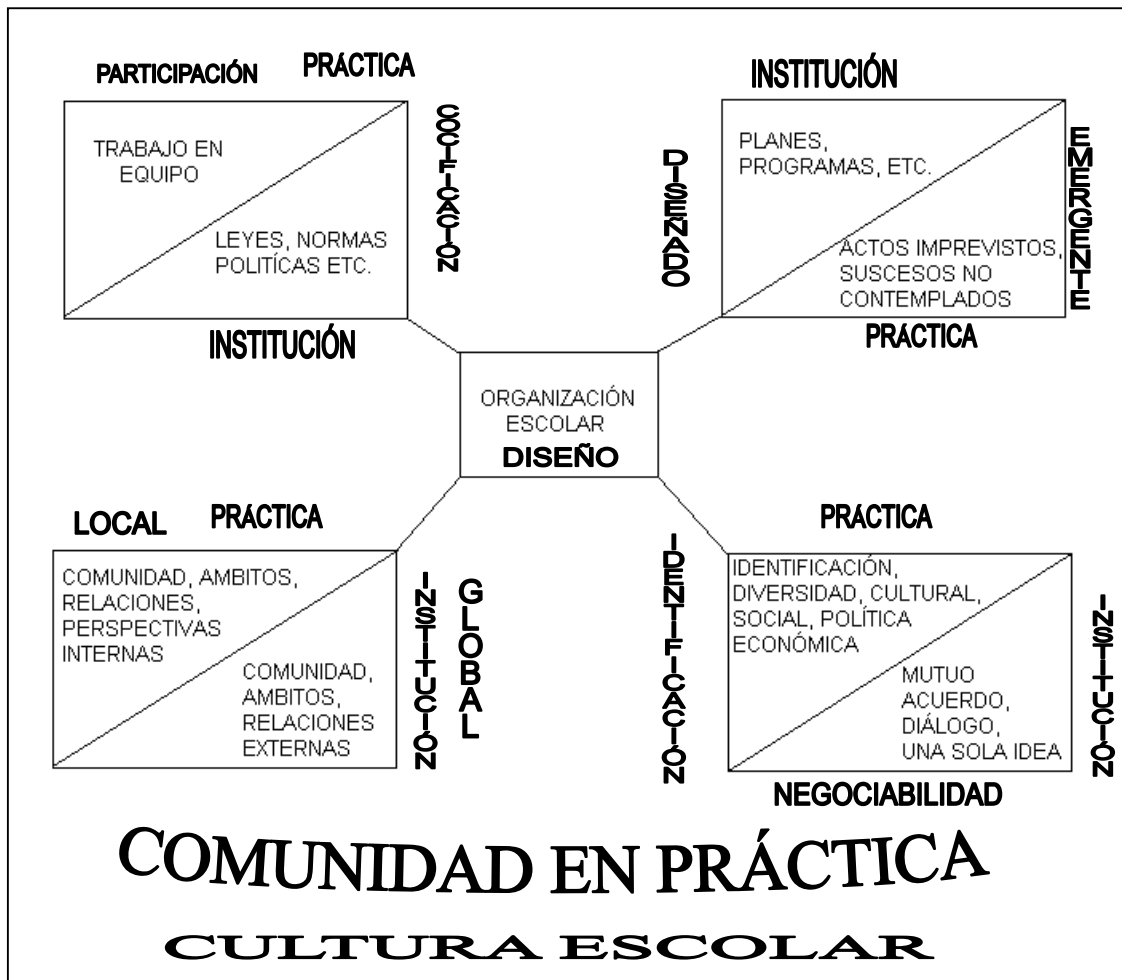 PARTICIPACIÓN
PRÁCTICA
TRABAJO EN
EQUIPO
LEYES, NORMAS
POLITÍCAS ETC.
COCIFICACIÓN
INSTITUCIÓN
INSTITUCIÓN
DISEÑADO
PLANES,
PROGRAMAS, ETC.
ACTOS IMPREVISTOS,
SUSCESOS NO
CONTEMPLADOS
EMERGENTE
PRÁCTICA
ORGANIZACIÓN
ESCOLAR
DISEÑO
LOCAL
PRÁCTICA
COMUNIDAD, AMBITOS,
RELACIONES,
PERSPECTIVAS
INTERNAS
COMUNIDAD,
AMBITOS,
RELACIONES
EXTERNAS
INSTITUCIÓN
GLOBAL
PRÁCTICA
IDENTIFICACIÓN
IDENTIFICACIÓN,
DIVERSIDAD, CULTURAL,
SOCIAL, POLÍTICA
ECONÓMICA
MUTUO
ACUERDO,
DIÁLOGO,
UNA SOLA IDEA
INSTITUCIÓN
NEGOCIABILIDAD
COMUNIDAD EN PRÁCTICA
CULTURA ESCOLAR